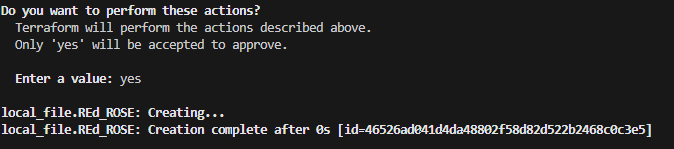 Do you want to perform these actions?
Terraform will perform the actions described above.
Only 'yes' will be accepted to approve.
Enter a value: yes
local_file.REd_ROSE: Creating...
local_file.REd_ROSE: Creation complete after 0s [id=46526ad041d4da48802f58d82d522b2468c0c3e5]